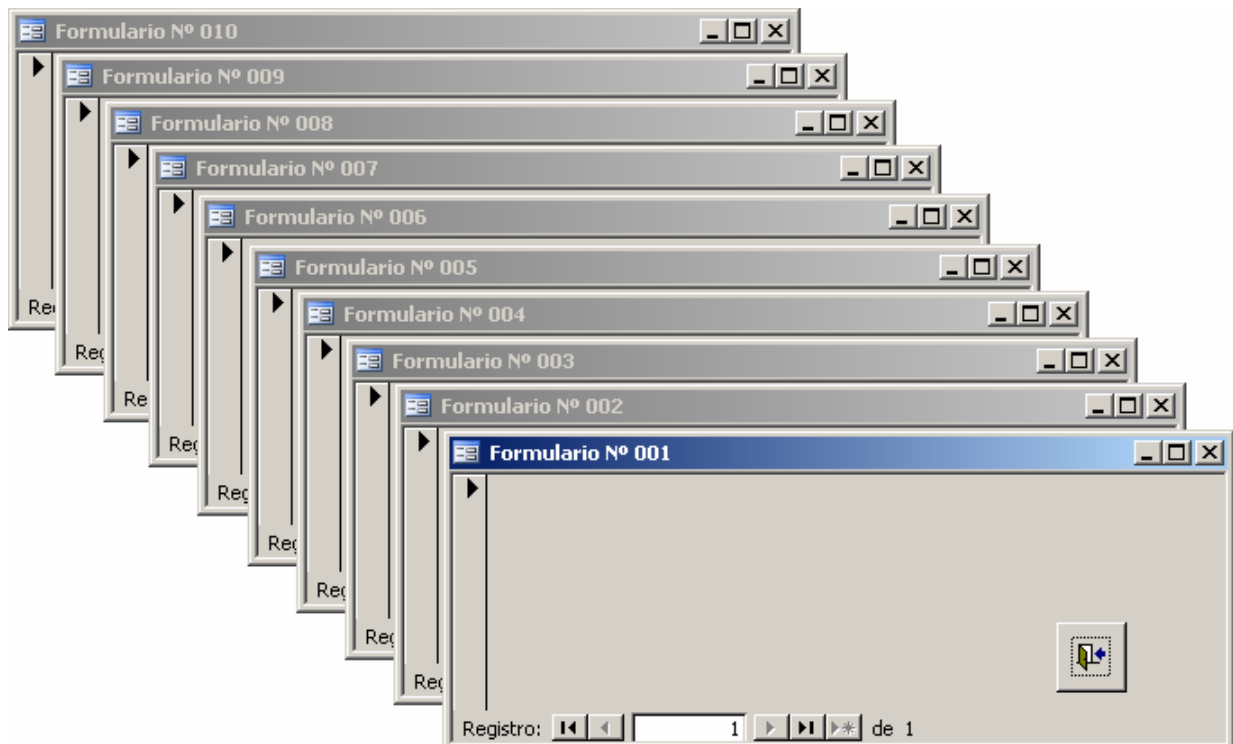 Formulario Nº 010
Formulario Nº 009
Formulario Nº 008
Formulario Nº 007
Formulario Nº 006
Formulario Nº 005
Formulario Nº 004
Formulario Nº 003
Formulario Nº 002
Formulario Nº 001
Registro: 1 de 1